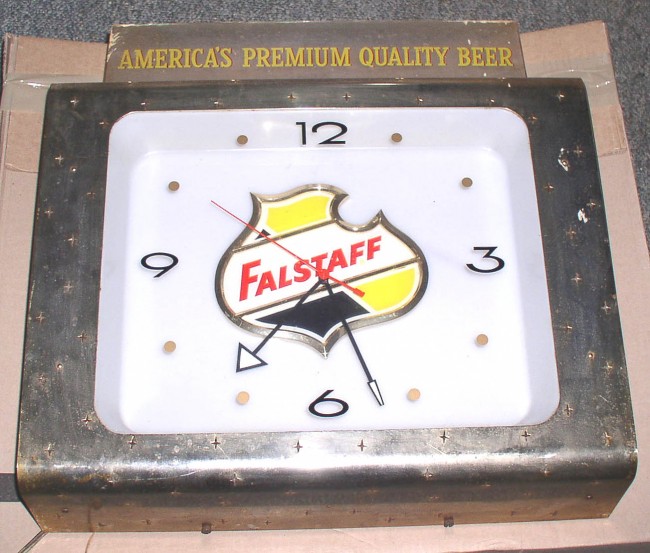 AMERICA'S PREMIUM QUALITY BEER
12
9
3
FALSTAFF
6